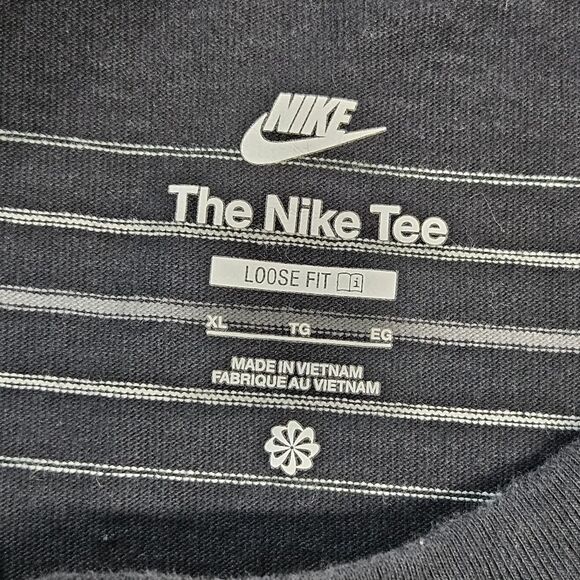 NIKE
The Nike Tee
LOOSE FIT
XL TG EG
MADE IN VIETNAM
FABRIQUE AU VIETNAM